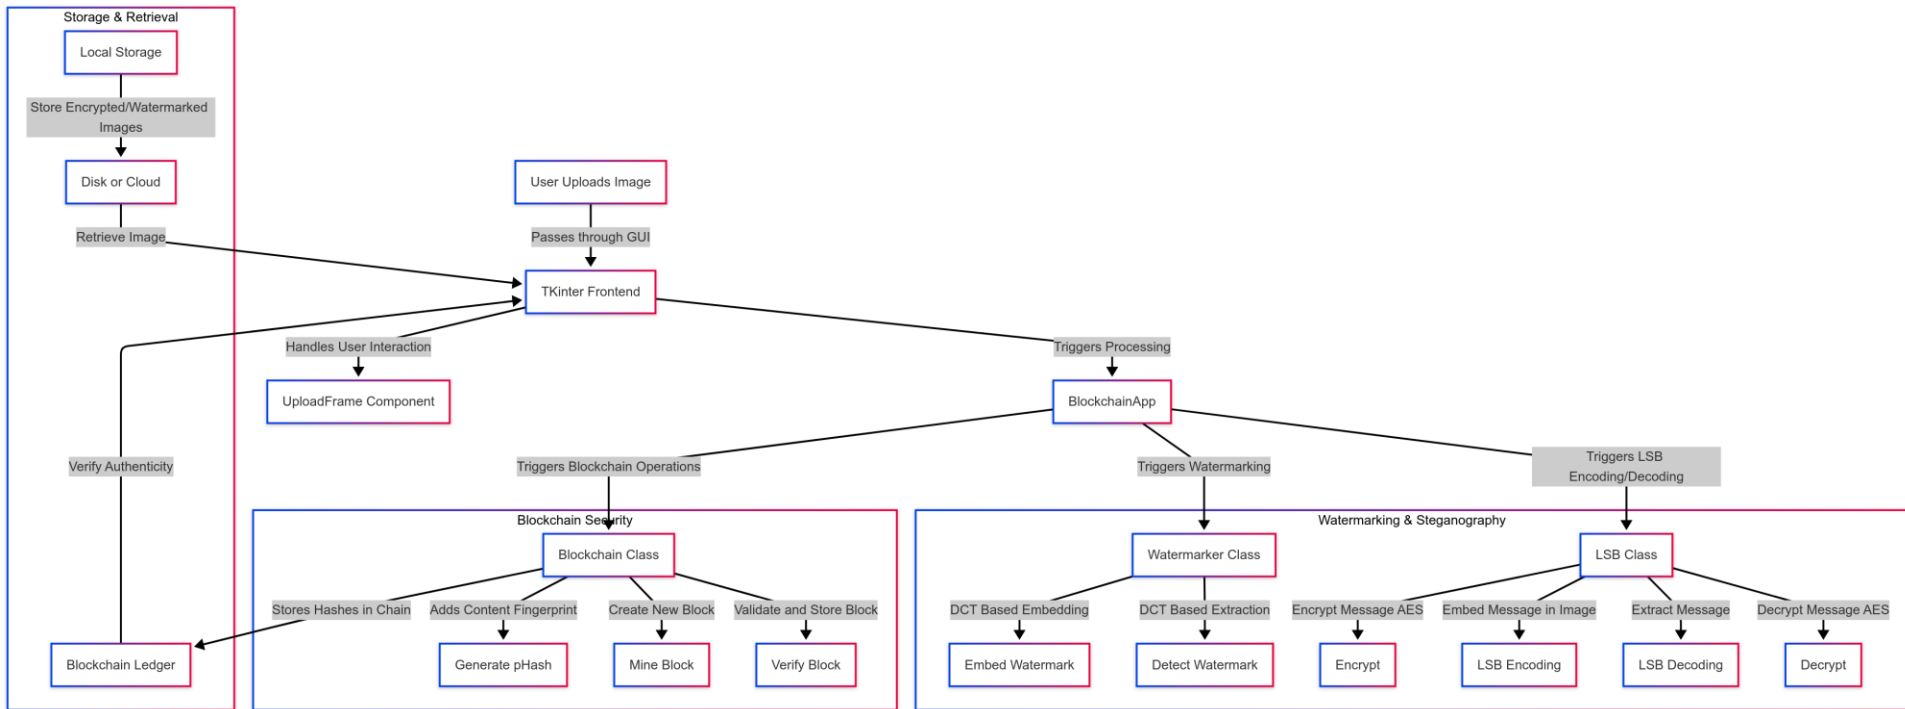 Storage & Retrieval
Local Storage
Store Encrypted/Watermarked
Images
Disk or Cloud
User Uploads Image
Retrieve Image
Passes through GUI
TKinter Frontend
Handles User Interaction
Triggers Processing
UploadFrame Component
BlockchainApp
Verify Authenticity
Triggers Blockchain Operations
Triggers Watermarking
Triggers LSB
Encoding/Decoding
Blockchain Security
Watermarking & Steganography
Blockchain Class
Watermarker Class
LSB Class
Stores Hashes in Chain
Adds Content Fingerprint
Create New Block
Validate and Store Block
DCT Based Embedding
DCT Based Extraction
Encrypt Message AES
Embed Message in Image
Extract Message
Decrypt Message AES
Blockchain Ledger
Generate pHash
Mine Block
Verify Block
Embed Watermark
Detect Watermark
Encrypt
LSB Encoding
LSB Decoding
Decrypt